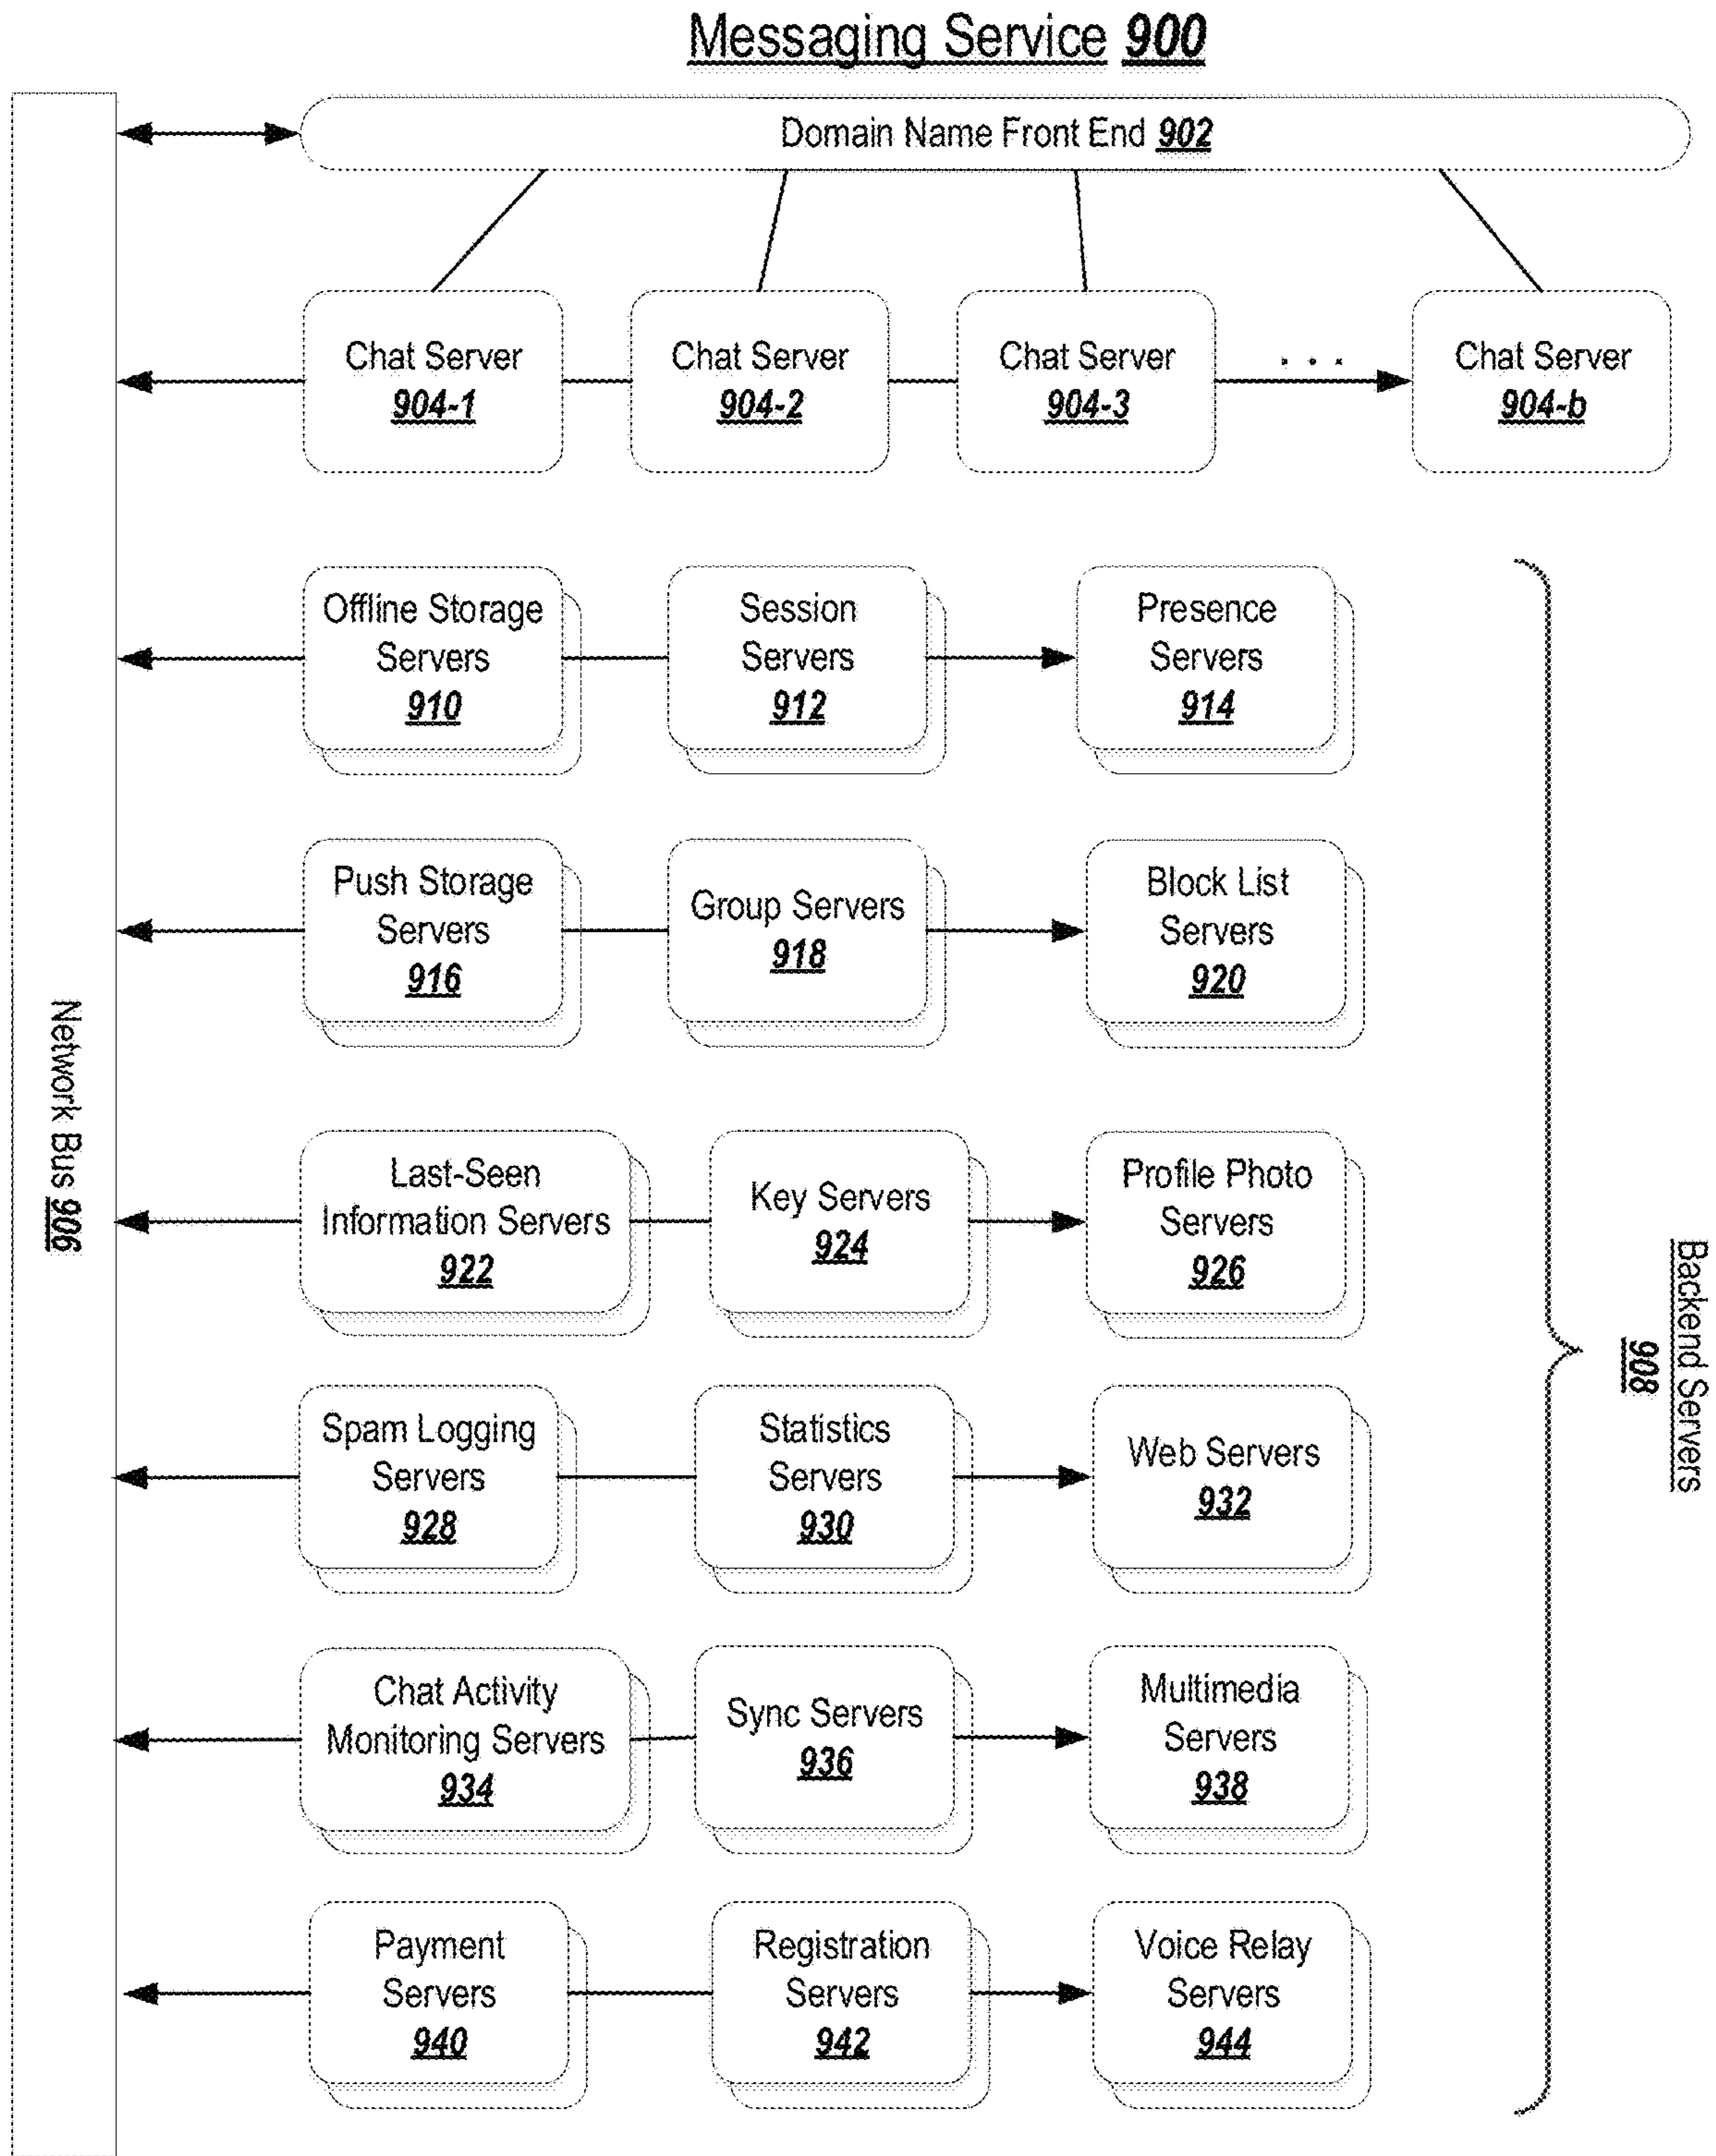 Messaging Service 900
Domain Name Front End 902
Chat Server
904-1
Chat Server
904-2
Chat Server
904-3
. . .
Chat Server
904-b
Network Bus 906
Offline Storage
Servers
910
Session
Servers
912
Presence
Servers
914
Push Storage
Servers
916
Group Servers
918
Block List
Servers
920
Last-Seen
Information Servers
922
Key Servers
924
Profile Photo
Servers
926
Spam Logging
Servers
928
Statistics
Servers
930
Web Servers
932
Chat Activity
Monitoring Servers
934
Sync Servers
936
Multimedia
Servers
938
Payment
Servers
940
Registration
Servers
942
Voice Relay
Servers
944
Backend Servers
908